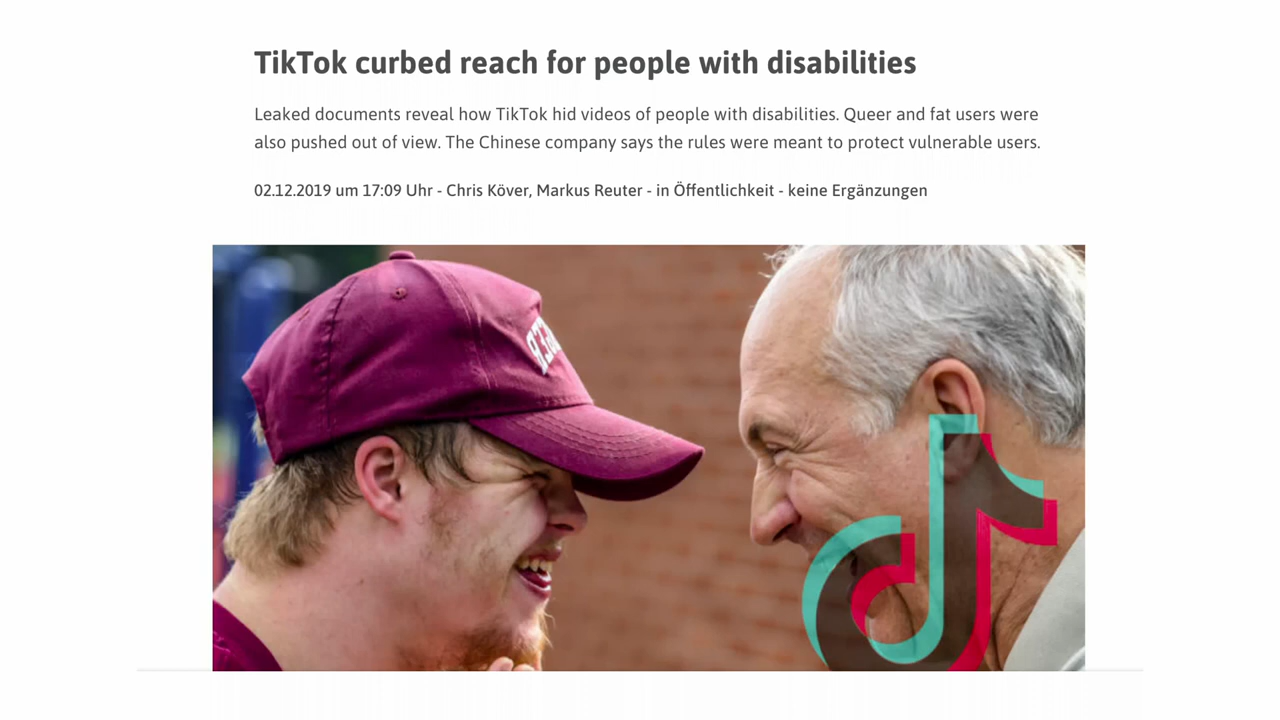 TikTok curbed reach for people with disabilities
Leaked documents reveal how TikTok hid videos of people with disabilities. Queer and fat users were
also pushed out of view. The Chinese company says the rules were meant to protect vulnerable users.
02.12.2019 um 17:09 Uhr - Chris Köver, Markus Reuter - in Öffentlichkeit - keine Ergänzungen